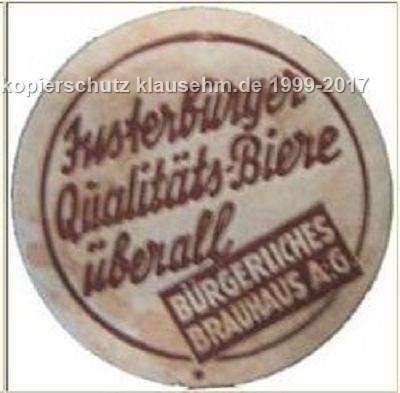 kopierschutz klausehm.de 1999-2017
Insterburger
Qualitäts-Biere
überall
BÜRGERLICHES
BRAUHAUS A.-G